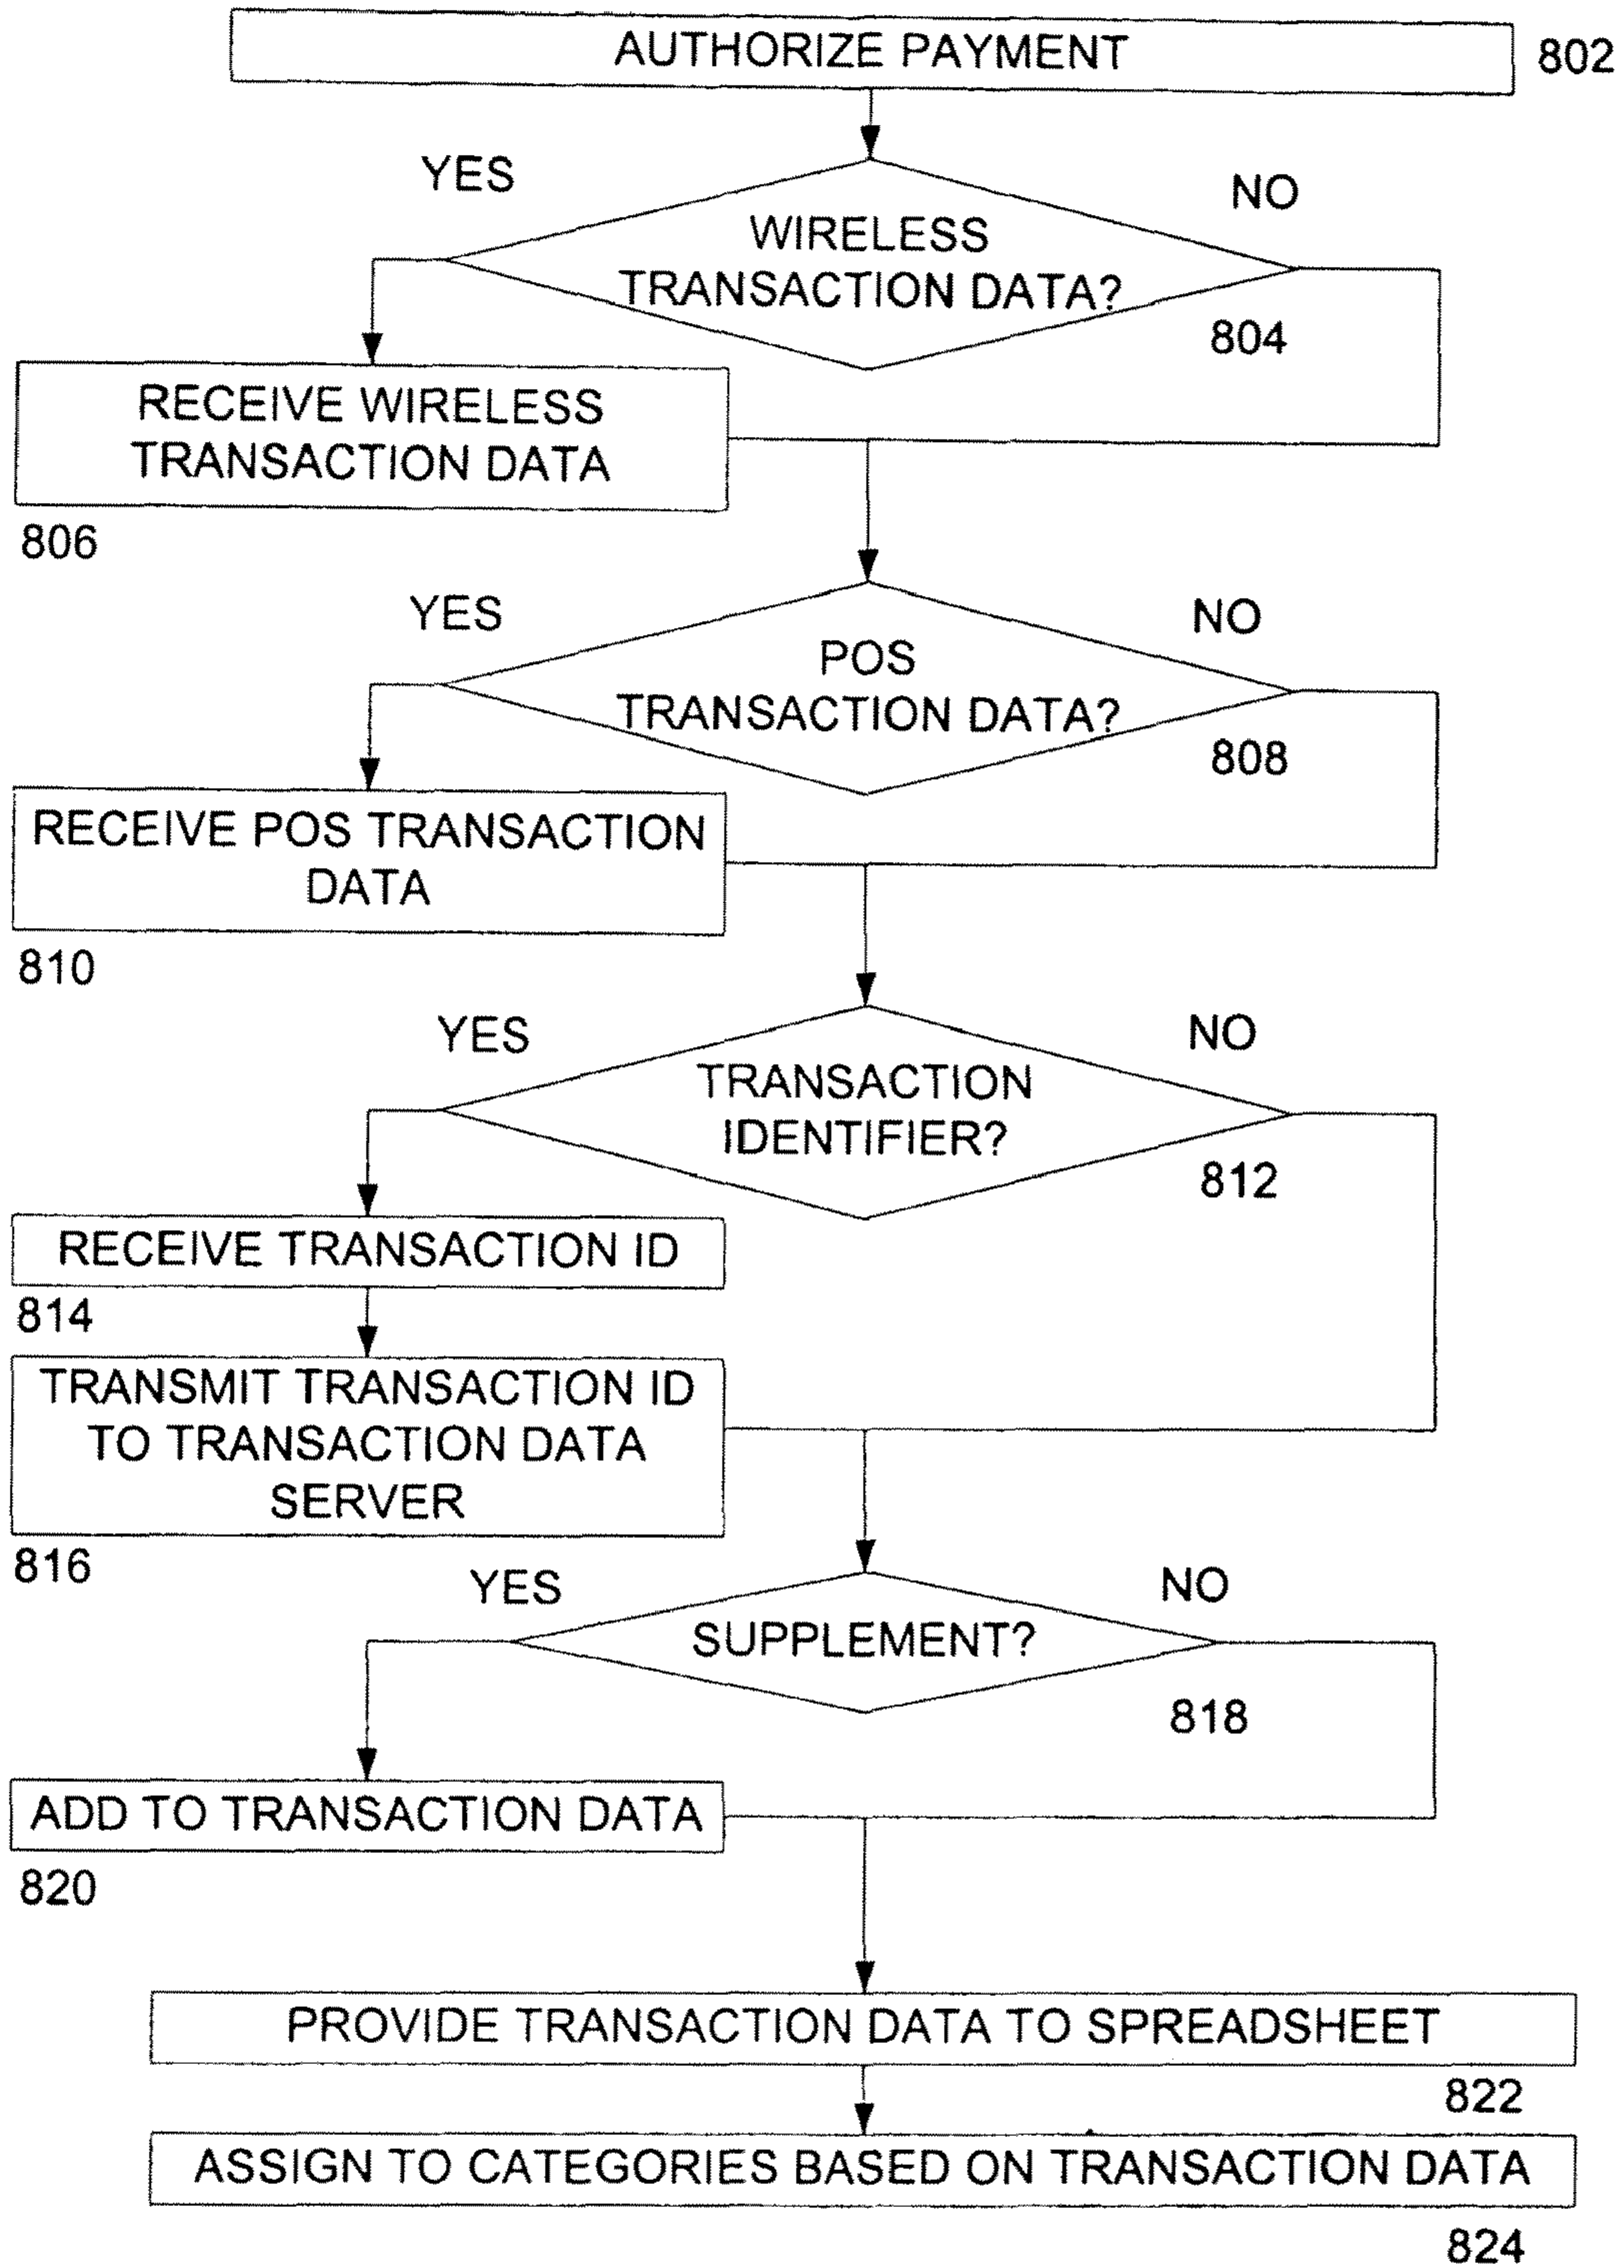 AUTHORIZE PAYMENT
802
YES
NO
WIRELESS
TRANSACTION DATA?
804
RECEIVE WIRELESS
TRANSACTION DATA
806
YES
NO
POS
TRANSACTION DATA?
808
RECEIVE POS TRANSACTION
DATA
810
YES
NO
TRANSACTION
IDENTIFIER?
812
RECEIVE TRANSACTION ID
814
TRANSMIT TRANSACTION ID
TO TRANSACTION DATA
SERVER
816
YES
NO
SUPPLEMENT?
818
ADD TO TRANSACTION DATA
820
PROVIDE TRANSACTION DATA TO SPREADSHEET
822
ASSIGN TO CATEGORIES BASED ON TRANSACTION DATA
824